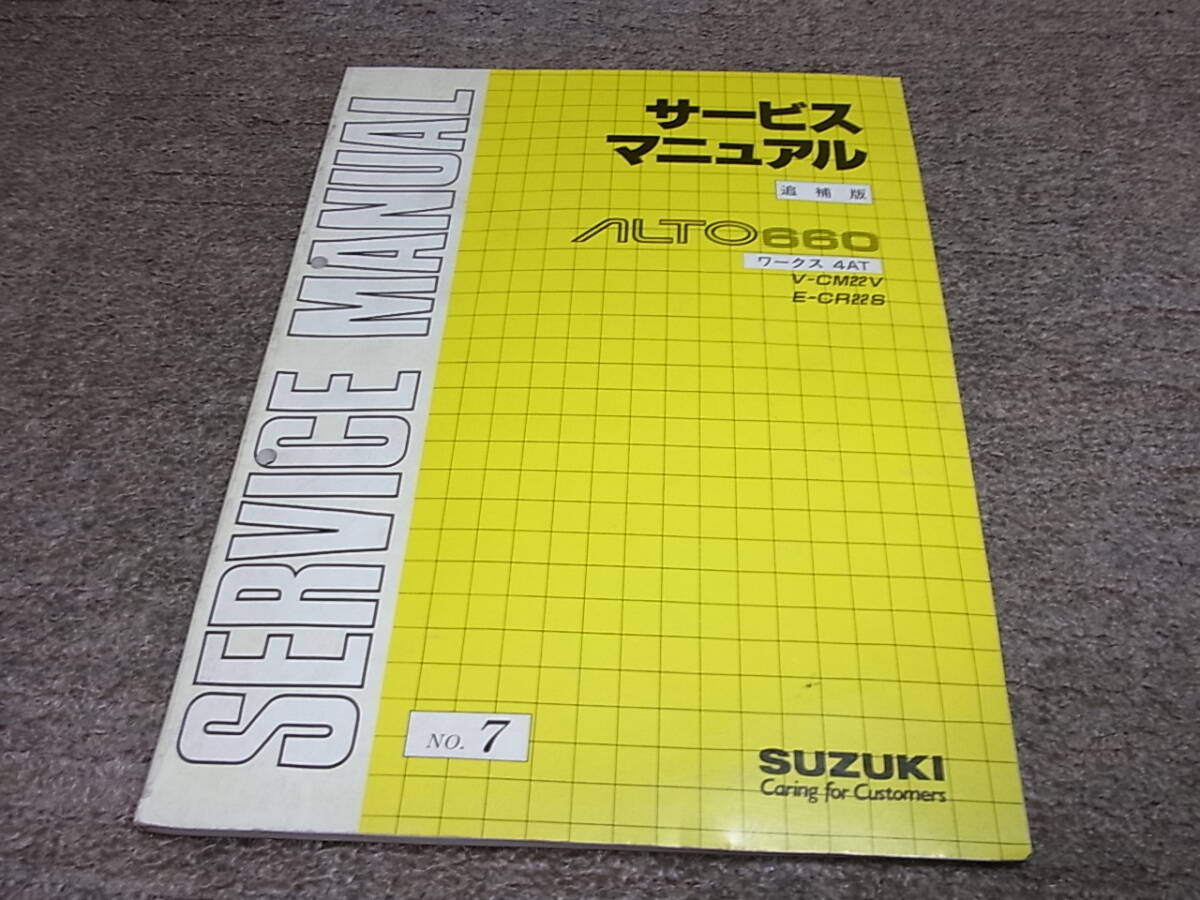 SERVICE MANUAL
サービス
マニュアル
追補版
ALTO660
ワークス 4AT
V-CM22V
E-CR22S
NO. 7
SUZUKI
Caring for Customers